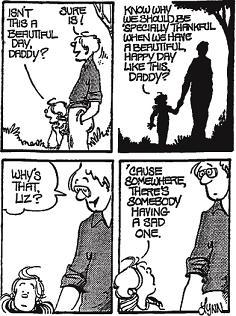 ISN'T
THIS A
BEAUTIFUL
DAY,
DADDY?
SURE
IS!
KNOW WHY
WE SHOULD BE
'SPECIALLY THANKFUL
WHEN WE HAVE
A BEAUTIFUL,
HAPPY DAY
LIKE THIS,
DADDY?
WHY'S
THAT,
LIZ?
'CAUSE
SOMEWHERE,
THERE'S
SOMEBODY
HAVING
A SAD
ONE.
LYNN